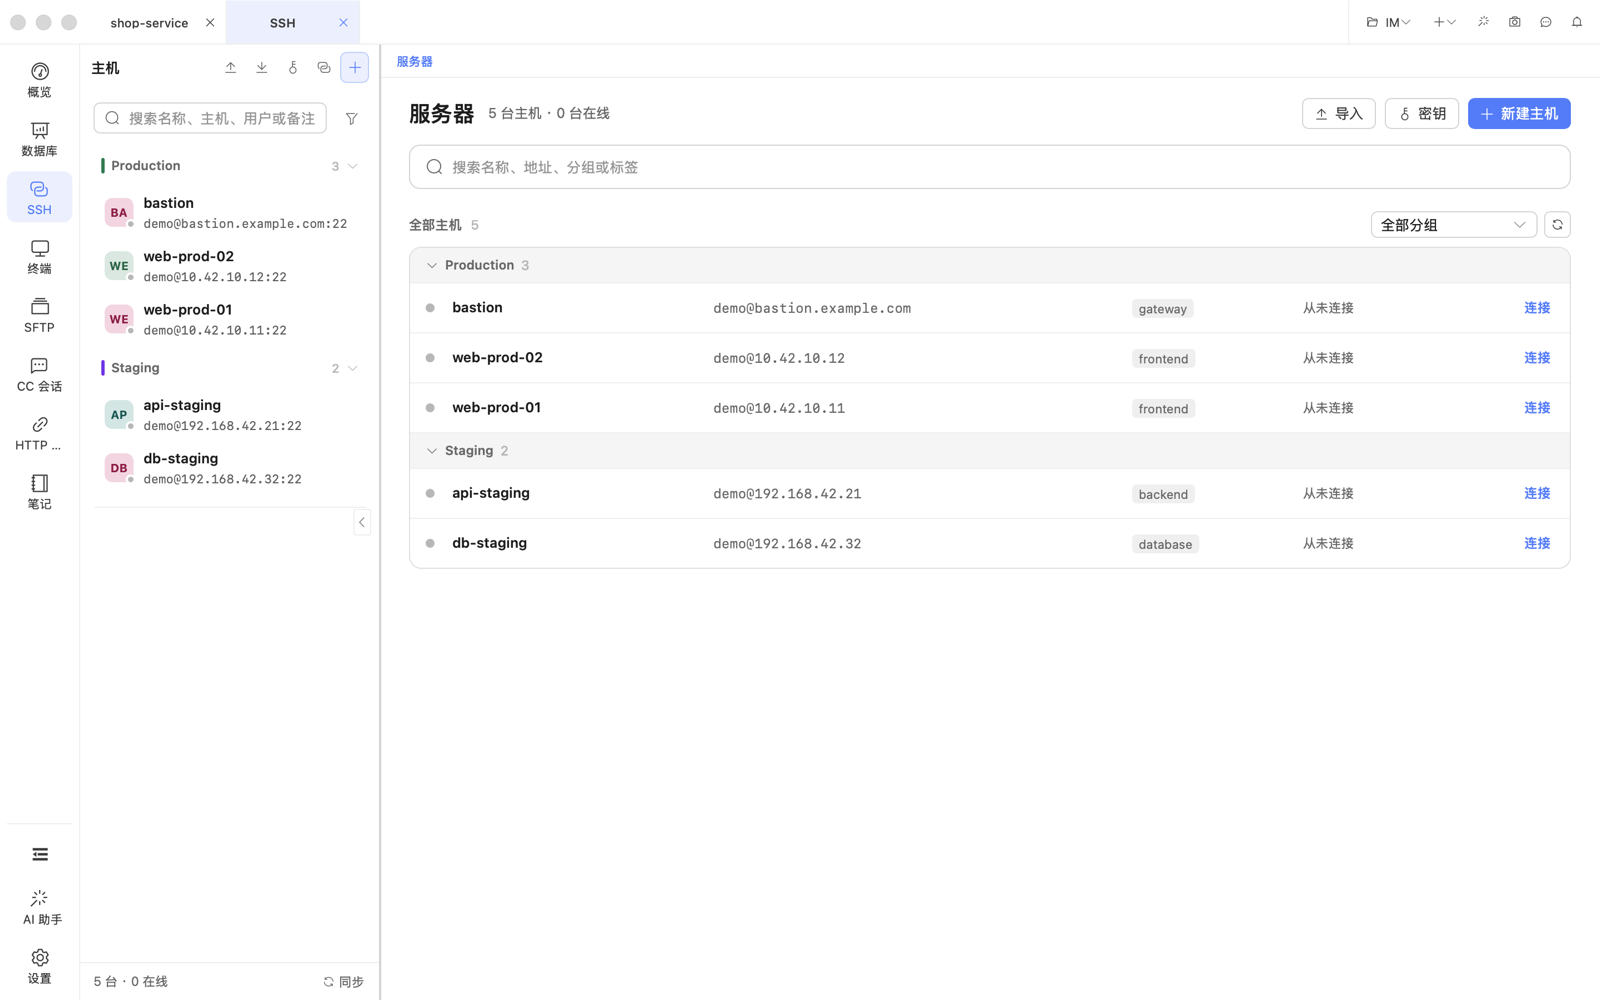 shop-service
SSH
IM
概览
数据库
SSH
终端
SFTP
CC 会话
HTTP ...
笔记
AI 助手
设置
主机
搜索名称、主机、用户或备注
Production 3
BA bastion
demo@bastion.example.com:22
WE web-prod-02
demo@10.42.10.12:22
WE web-prod-01
demo@10.42.10.11:22
Staging 2
AP api-staging
demo@192.168.42.21:22
DB db-staging
demo@192.168.42.32:22
5 台 · 0 在线 同步
服务器
服务器 5 台主机 · 0 台在线 导入 密钥 新建主机
搜索名称、地址、分组或标签
全部主机 5 全部分组
Production 3
bastion demo@bastion.example.com gateway 从未连接 连接
web-prod-02 demo@10.42.10.12 frontend 从未连接 连接
web-prod-01 demo@10.42.10.11 frontend 从未连接 连接
Staging 2
api-staging demo@192.168.42.21 backend 从未连接 连接
db-staging demo@192.168.42.32 database 从未连接 连接